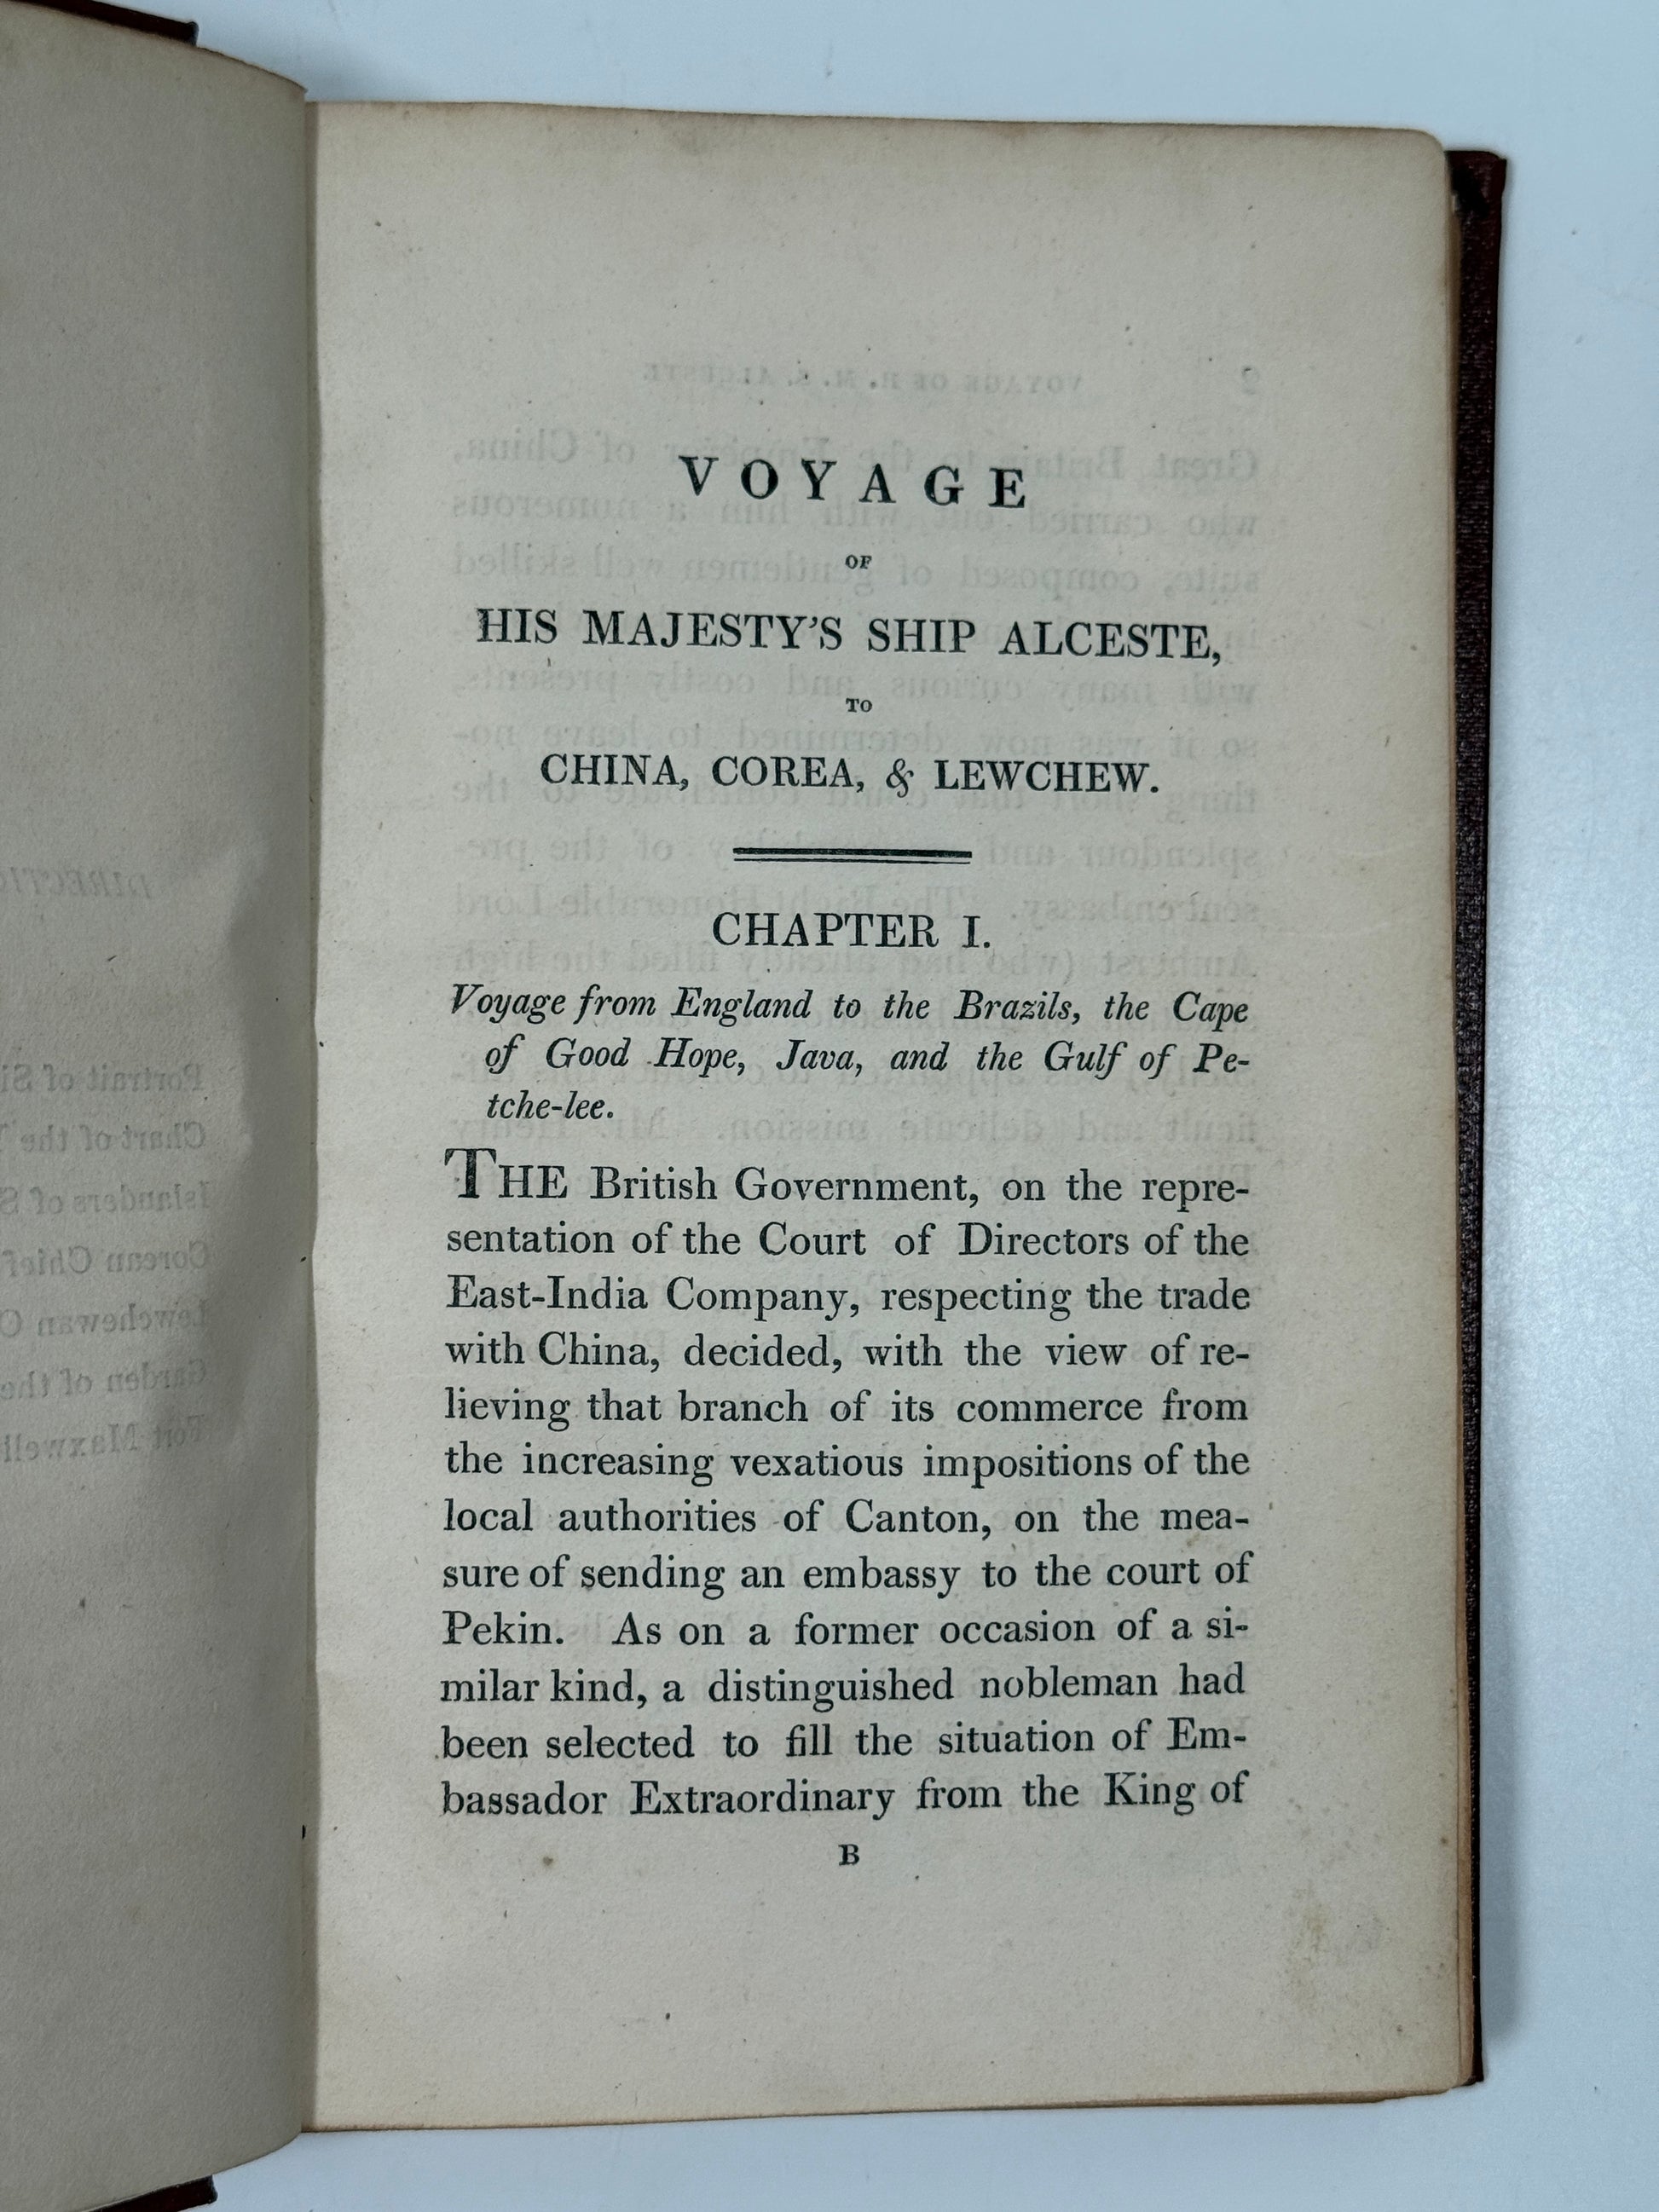 VOYAGE
OF
HIS MAJESTY'S SHIP ALCESTE,
TO
CHINA, COREA, & LEWCHEW.
CHAPTER I.
Voyage from England to the Brazils, the Cape
of Good Hope, Java, and the Gulf of Pe-
tche-lee.
THE British Government, on the repre-
sentation of the Court of Directors of the
East-India Company, respecting the trade
with China, decided, with the view of re-
lieving that branch of its commerce from
the increasing vexatious impositions of the
local authorities of Canton, on the mea-
sure of sending an embassy to the court of
Pekin. As on a former occasion of a si-
milar kind, a distinguished nobleman had
been selected to fill the situation of Em-
bassador Extraordinary from the King of
B